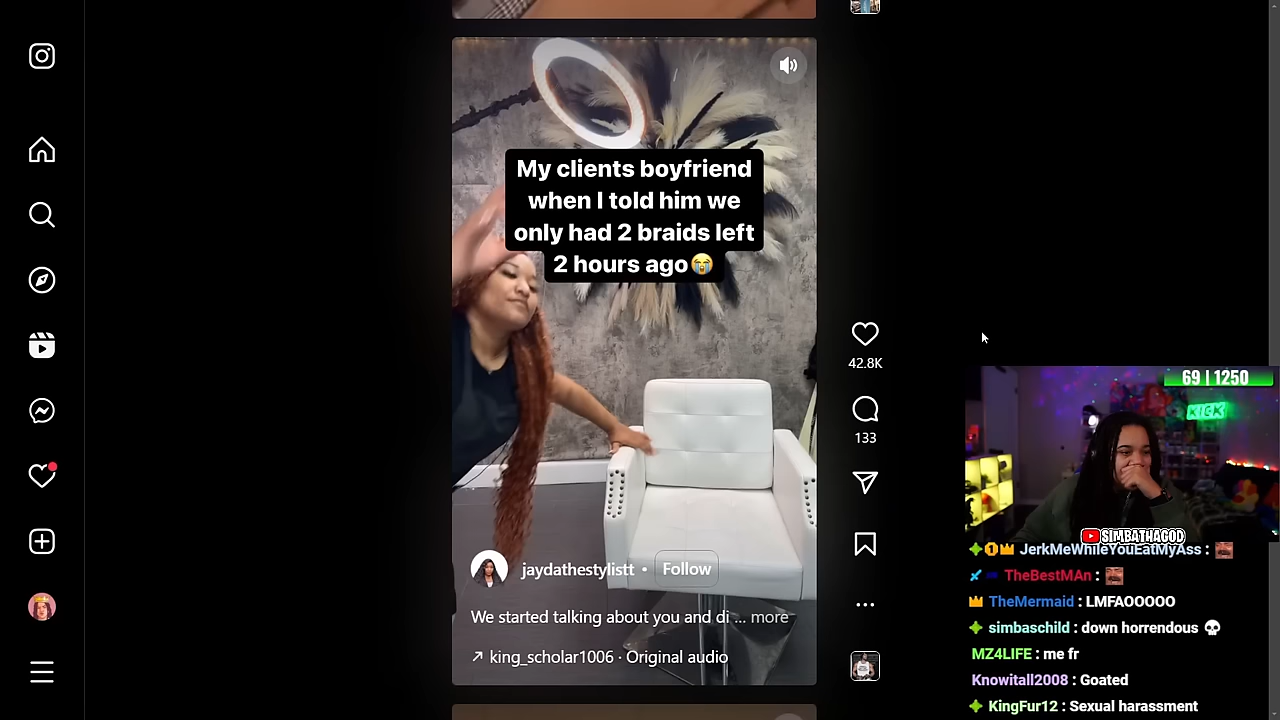 My clients boyfriend
when I told him we
only had 2 braids left
2 hours ago😭
42.8K
133
jaydathestylistt • Follow
We started talking about you and di ... more
king_scholar1006 · Original audio
69 | 1250
KICK
SIMBATHAGOD
JerkMeWhileYouEatMyAss :
TheBestMAn :
TheMermaid : LMFAOOOOO
simbaschild : down horrendous 💀
MZ4LIFE : me fr
Knowitall2008 : Goated
KingFur12 : Sexual harassment